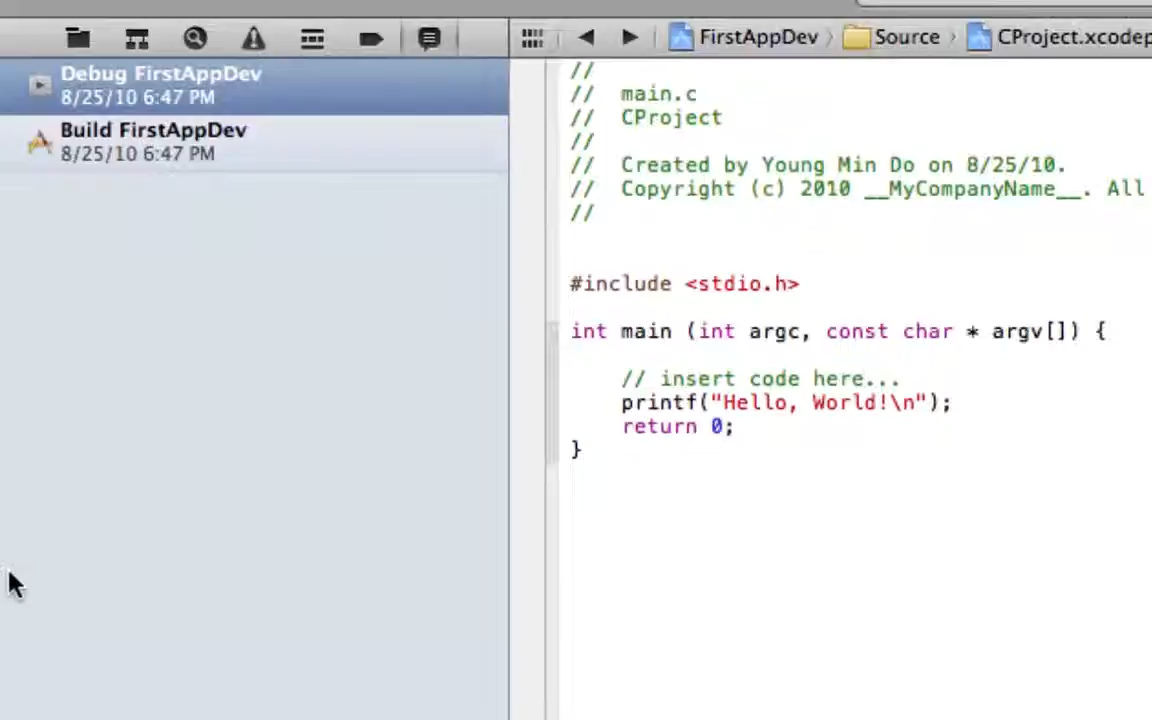 FirstAppDev
Source
CProject.xcodep
Debug FirstAppDev
8/25/10 6:47 PM
Build FirstAppDev
8/25/10 6:47 PM
//
//  main.c
//  CProject
//
//  Created by Young Min Do on 8/25/10.
//  Copyright (c) 2010 __MyCompanyName__. All
//
#include <stdio.h>
int main (int argc, const char * argv[]) {
    // insert code here...
    printf("Hello, World!\n");
    return 0;
}